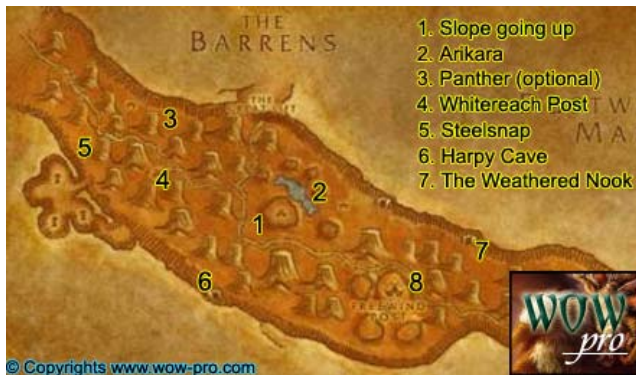 THE
BARRENS
1. Slope going up
2. Arikara
3. Panther (optional)
4. Whitereach Post
5. Steelsnap
6. Harpy Cave
7. The Weathered Nook
THE
MA
3
5
4
2
1
7
6
8
FREEWIND
POST
WOW
pro
© Copyrights www.wow-pro.com